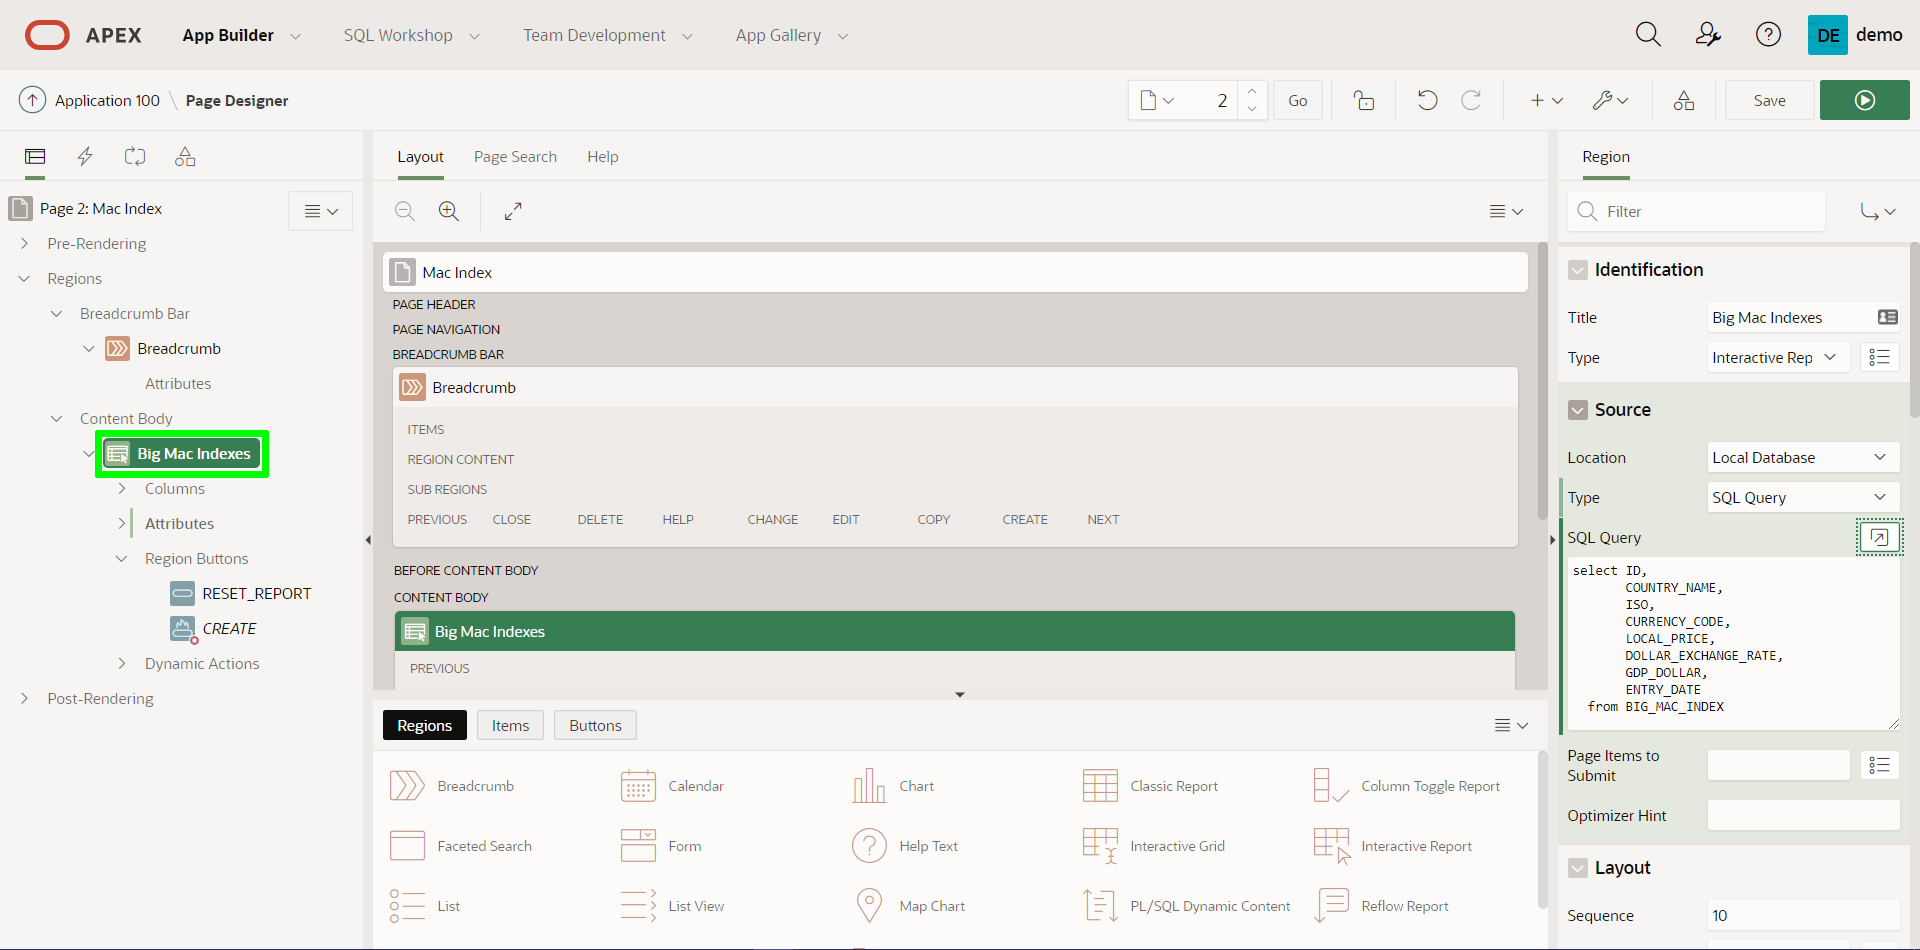 APEX App Builder SQL Workshop Team Development App Gallery DE demo
Application 100 \ Page Designer 2 Go Save
Layout Page Search Help
Region
Page 2: Mac Index
Pre-Rendering
Regions
Breadcrumb Bar
Breadcrumb
Attributes
Content Body
Big Mac Indexes
Columns
Attributes
Region Buttons
RESET_REPORT
CREATE
Dynamic Actions
Post-Rendering
Mac Index
PAGE HEADER
PAGE NAVIGATION
BREADCRUMB BAR
Breadcrumb
ITEMS
REGION CONTENT
SUB REGIONS
PREVIOUS CLOSE DELETE HELP CHANGE EDIT COPY CREATE NEXT
BEFORE CONTENT BODY
CONTENT BODY
Big Mac Indexes
PREVIOUS
Regions Items Buttons
Breadcrumb Calendar Chart Classic Report Column Toggle Report
Faceted Search Form Help Text Interactive Grid Interactive Report
List List View Map Chart PL/SQL Dynamic Content Reflow Report
Filter
Identification
Title Big Mac Indexes
Type Interactive Rep
Source
Location Local Database
Type SQL Query
SQL Query
select ID,
COUNTRY_NAME,
ISO,
CURRENCY_CODE,
LOCAL_PRICE,
DOLLAR_EXCHANGE_RATE,
GDP_DOLLAR,
ENTRY_DATE
from BIG_MAC_INDEX
Page Items to
Submit
Optimizer Hint
Layout
Sequence 10